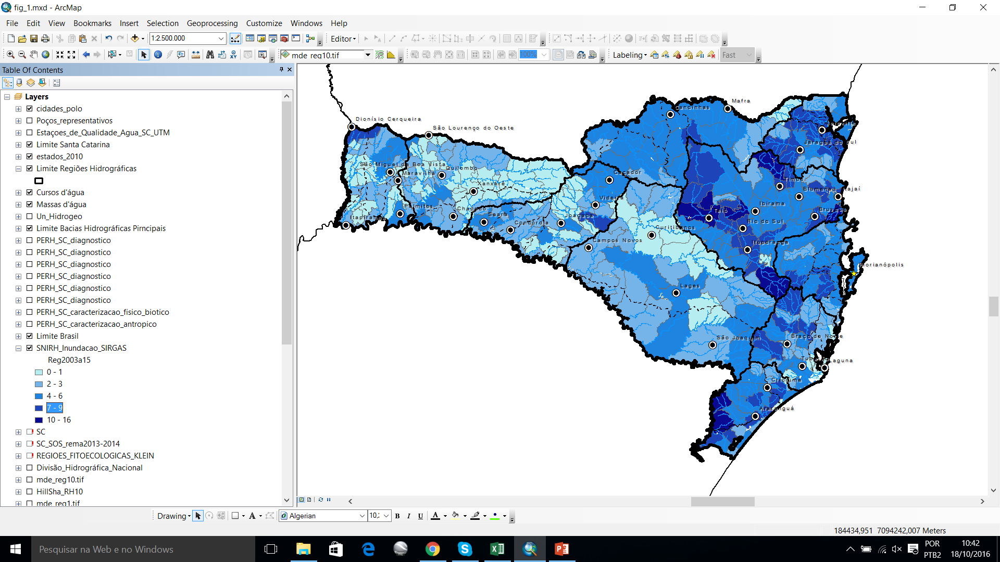 fig_1.mxd - ArcMap
File Edit View Bookmarks Insert Selection Geoprocessing Customize Windows Help
1:2.500.000
Editor
mde_reg10.tif
100%
Labeling
Fast
Table Of Contents
Layers
cidades_polo
Poços_representativos
Estaçoes_de_Qualidade_Agua_SC_UTM
Limite Santa Catarina
estados_2010
Limite Regiões Hidrográficas
Cursos d'água
Massas d'água
Un_Hidrogeo
Limite Bacias Hidrográficas Pirncipais
PERH_SC_diagnostico
PERH_SC_diagnostico
PERH_SC_diagnostico
PERH_SC_diagnostico
PERH_SC_diagnostico
PERH_SC_diagnostico
PERH_SC_caracterizacao_fisico_biotico
PERH_SC_caracterizacao_antropico
Limite Brasil
SNIRH_Inundacao_SIRGAS
Reg2003a15
0 - 1
2 - 3
4 - 6
7 - 9
10 - 16
SC
SC_SOS_rema2013-2014
REGIOES_FITOECOLOGICAS_KLEIN
Divisão_Hidrográfica_Nacional
mde_reg10.tif
HillSha_RH10
mde_reg1.tif
Mafra
Canoinhas
Dionísio Cerqueira
São Lourenço do Oeste
Joinville
Jaraguá do Sul
São Miguel da Boa Vista
Maravilha
Quilombo
Caçador
Xanxerê
Timbó
Blumenau
Itajaí
Videira
Ibirama
Palmitos
Chapecó
Taió
Brusque
Itapiranga
Seara
Joaçaba
Concórdia
Rio do Sul
Curitibanos
Campos Novos
Ituporanga
Florianópolis
Lages
São Joaquim
Braço do Norte
Tubarão
Laguna
Criciúma
Araranguá
Drawing
Algerian
B I U
A
184434,951 7094242,007 Meters
Pesquisar na Web e no Windows
POR
PTB2
10:42
18/10/2016